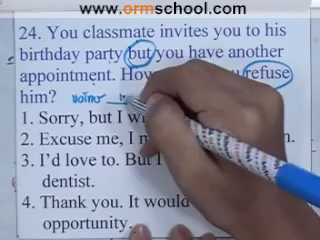 www.ormschool.com
24. You classmate invites you to his
birthday party but you have another
appointment. How refuse
him?
1. Sorry, but I
2. Excuse me, I
3. I'd love to. But I
dentist.
4. Thank you. It would
opportunity.